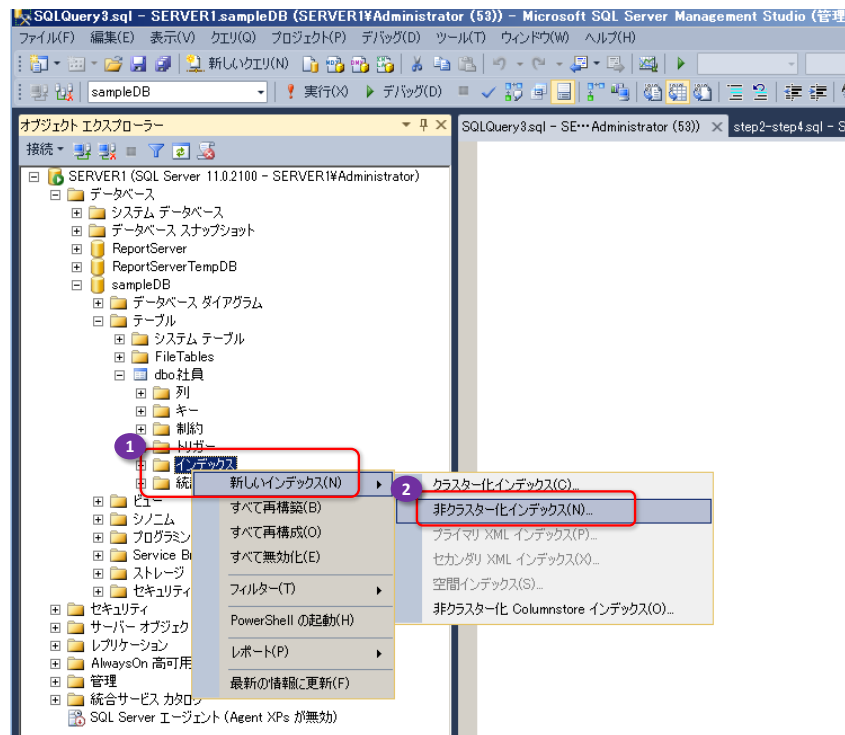 SQLQuery3.sql - SERVER1.sampleDB (SERVER1¥Administrator (53)) - Microsoft SQL Server Management Studio (管理
ファイル(F) 編集(E) 表示(V) クエリ(Q) プロジェクト(P) デバッグ(D) ツール(T) ウィンドウ(W) ヘルプ(H)
新しいクエリ(N)
sampleDB 実行(X) デバッグ(D)
オブジェクト エクスプローラー
SQLQuery3.sql - SE…Administrator (53)) step2-step4.sql - S
接続
SERVER1 (SQL Server 11.0.2100 - SERVER1¥Administrator)
データベース
システム データベース
データベース スナップショット
ReportServer
ReportServerTempDB
sampleDB
データベース ダイアグラム
テーブル
システム テーブル
FileTables
dbo.社員
列
キー
制約
トリガー
1
インデックス
統
新しいインデックス(N)
すべて再構築(B)
すべて再構成(O)
すべて無効化(E)
フィルター(T)
PowerShell の起動(H)
レポート(P)
最新の情報に更新(F)
2
クラスター化インデックス(C)...
非クラスター化インデックス(N)...
プライマリ XML インデックス(P)...
セカンダリ XML インデックス(X)...
空間インデックス(S)...
非クラスター化 Columnstore インデックス(O)...
ビュー
シノニム
プログラミン
Service Br
ストレージ
セキュリティ
セキュリティ
サーバー オブジェク
レプリケーション
AlwaysOn 高可用
管理
統合サービス カタログ
SQL Server エージェント (Agent XPs が無効)